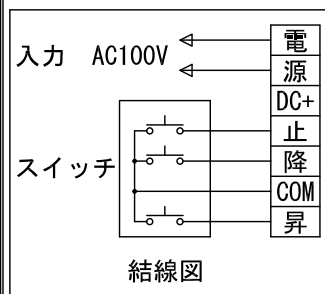 入力 AC100V
電
源
DC+
止
降
COM
昇
スイッチ
結線図